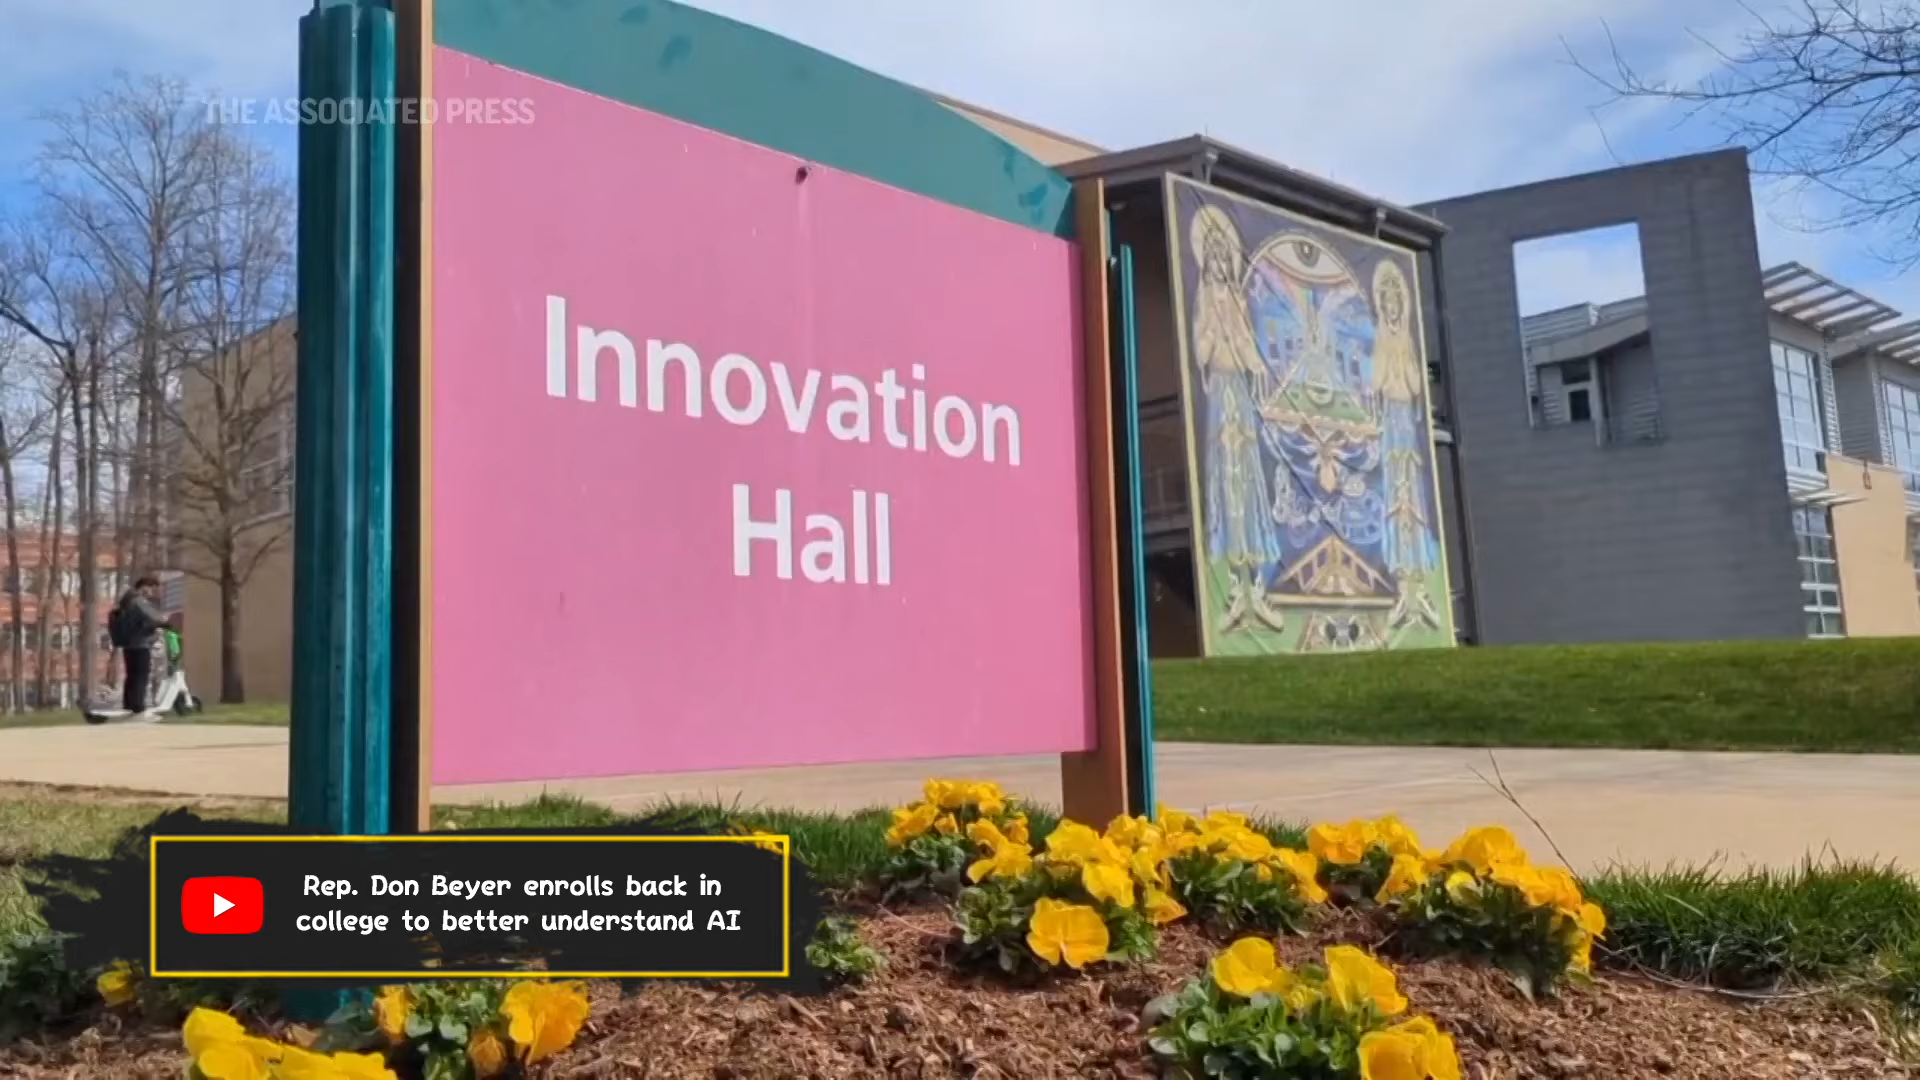 THE ASSOCIATED PRESS
Innovation
Hall
Rep. Don Beyer enrolls back in
college to better understand AI